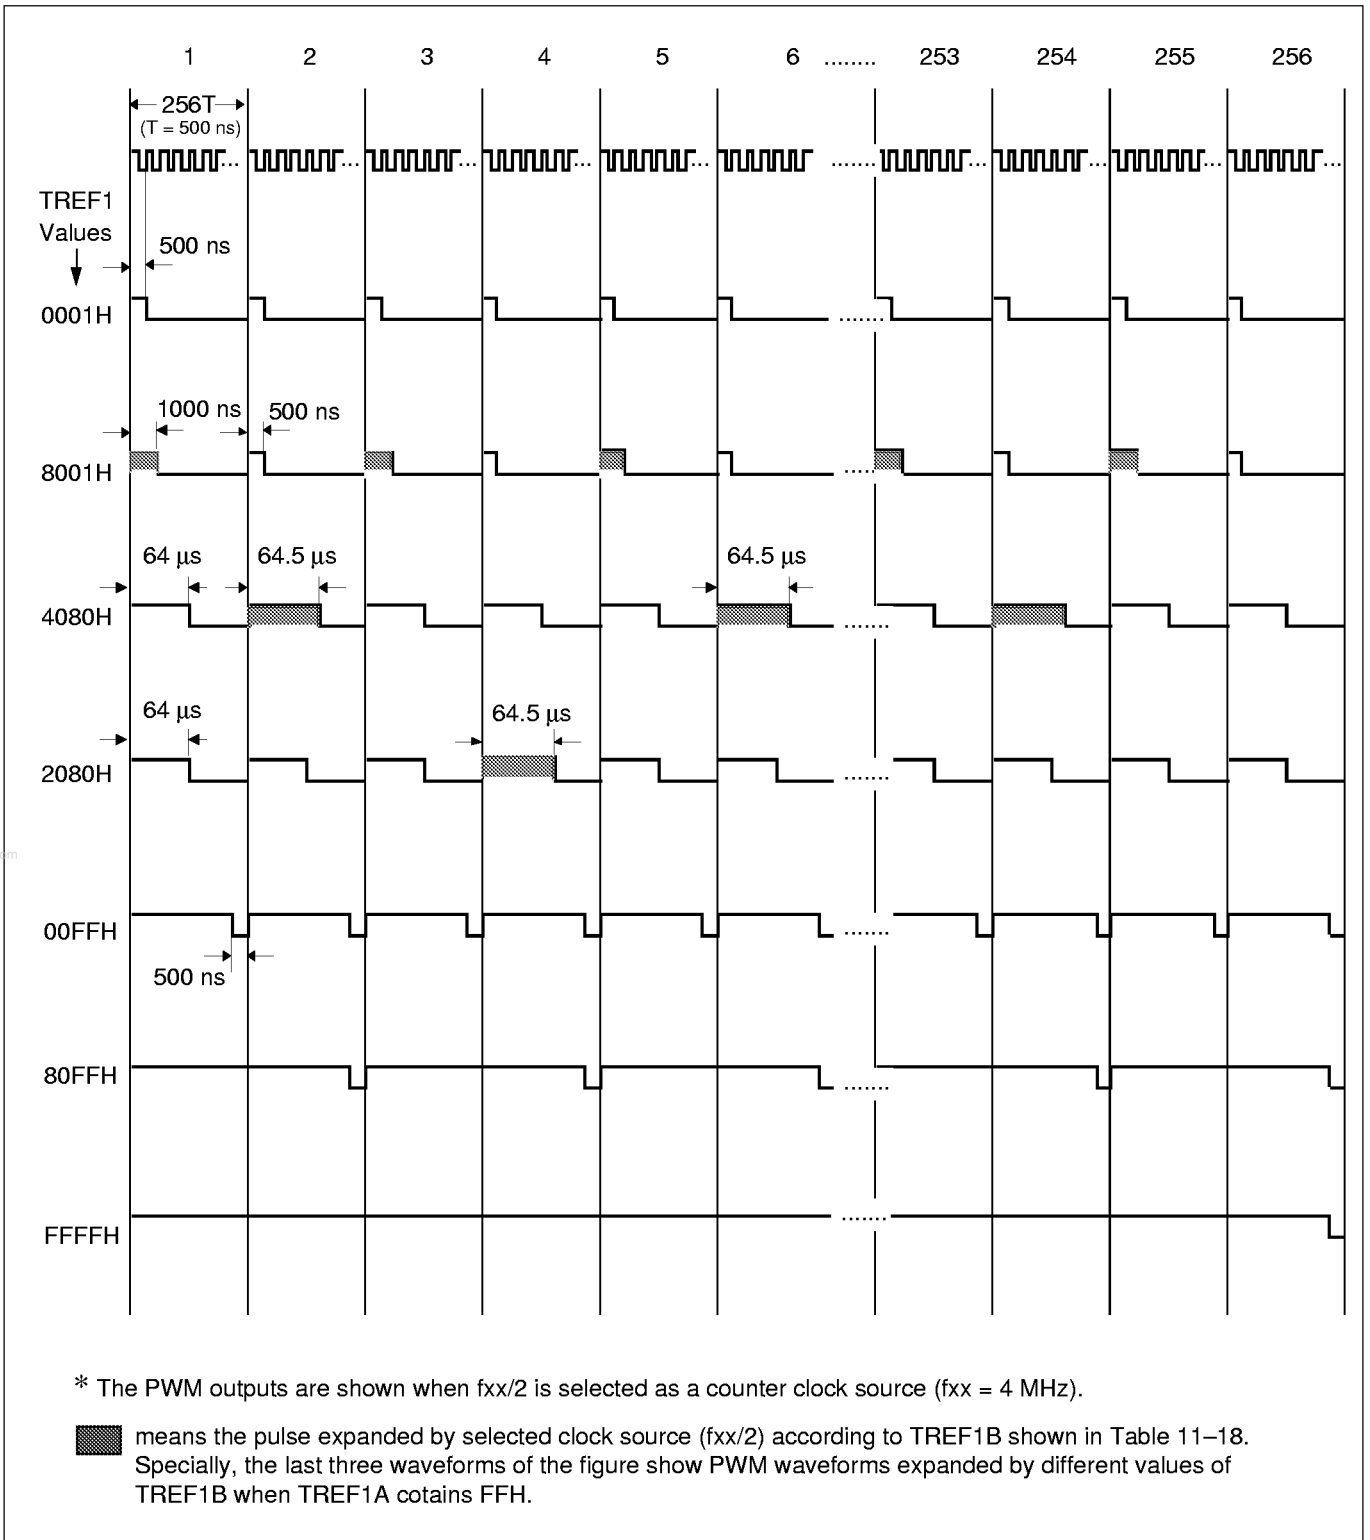 1 2 3 4 5 6 ........ 253 254 255 256
256T
(T = 500 ns)
... ... ... ... ... ........ ... ... ... ...
TREF1
Values
500 ns
0001H ........
1000 ns 500 ns
8001H .....
64 µs 64.5 µs 64.5 µs
4080H .......
64 µs 64.5 µs
2080H .......
om
00FFH .......
500 ns
80FFH .......
FFFFH .......
* The PWM outputs are shown when fxx/2 is selected as a counter clock source (fxx = 4 MHz).
means the pulse expanded by selected clock source (fxx/2) according to TREF1B shown in Table 11–18.
Specially, the last three waveforms of the figure show PWM waveforms expanded by different values of
TREF1B when TREF1A cotains FFH.